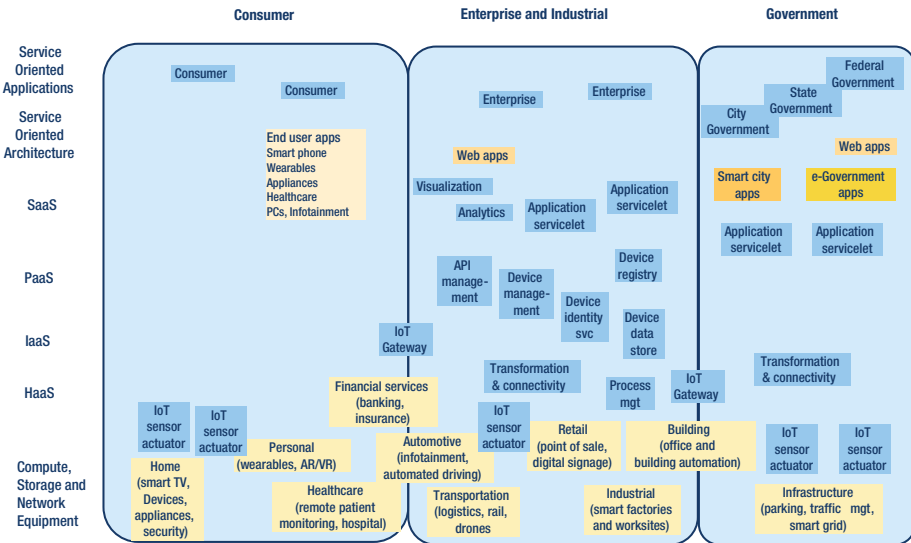 Consumer
Enterprise and Industrial
Government
Service
Oriented
Applications
Service
Oriented
Architecture
SaaS
PaaS
IaaS
HaaS
Compute,
Storage and
Network
Equipment
Consumer
Consumer
End user apps
Smart phone
Wearables
Appliances
Healthcare
PCs, Infotainment
IoT
Gateway
Financial services
(banking,
insurance)
IoT
sensor
actuator
IoT
sensor
actuator
Personal
(wearables, AR/VR)
Home
(smart TV,
Devices,
appliances,
security)
Healthcare
(remote patient
monitoring, hospital)
Enterprise
Enterprise
Web apps
Visualization
Analytics
Application
servicelet
Application
servicelet
API
manage-
ment
Device
manage-
ment
Device
registry
Device
identity
svc
Device
data
store
Transformation
& connectivity
Process
mgt
IoT
Gateway
IoT
sensor
actuator
Automotive
(infotainment,
automated driving)
Retail
(point of sale,
digital signage)
Building
(office and
building automation)
Transportation
(logistics, rail,
drones
Industrial
(smart factories
and worksites)
Federal
Government
State
Government
City
Government
Web apps
Smart city
apps
e-Government
apps
Application
servicelet
Application
servicelet
Transformation
& connectivity
IoT
sensor
actuator
IoT
sensor
actuator
Infrastructure
(parking, traffic mgt,
smart grid)